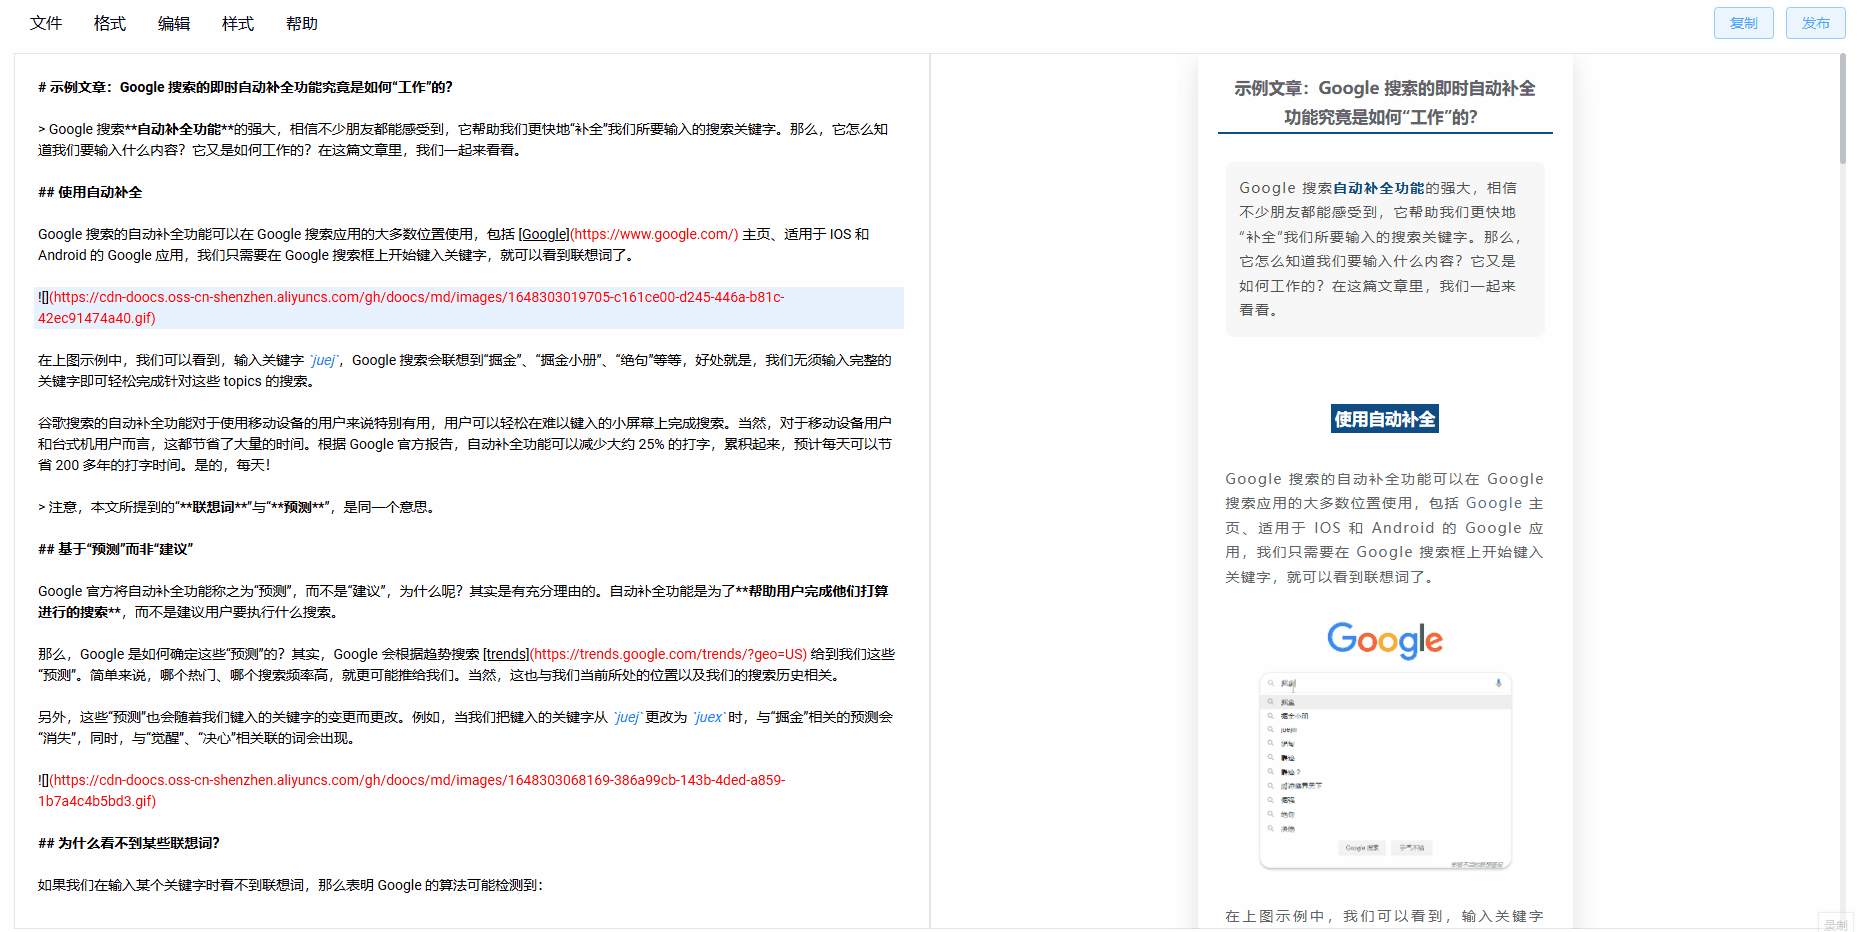 文件 格式 编辑 样式 帮助 复制 发布
# 示例文章：Google 搜索的即时自动补全功能究竟是如何“工作”的？
> Google 搜索**自动补全功能**的强大，相信不少朋友都能感受到，它帮助我们更快地“补全”我们所要输入的搜索关键字。那么，它怎么知
道我们要输入什么内容？它又是如何工作的？在这篇文章里，我们一起来看看。
## 使用自动补全
Google 搜索的自动补全功能可以在 Google 搜索应用的大多数位置使用，包括 [Google](https://www.google.com/) 主页、适用于 IOS 和
Android 的 Google 应用，我们只需要在 Google 搜索框上开始键入关键字，就可以看到联想词了。
![](https://cdn-doocs.oss-cn-shenzhen.aliyuncs.com/gh/doocs/md/images/1648303019705-c161ce00-d245-446a-b81c-
42ec91474a40.gif)
在上图示例中，我们可以看到，输入关键字 `juej`，Google 搜索会联想到“掘金”、“掘金小册”、“绝句”等等，好处就是，我们无须输入完整的
关键字即可轻松完成针对这些 topics 的搜索。
谷歌搜索的自动补全功能对于使用移动设备的用户来说特别有用，用户可以轻松在难以键入的小屏幕上完成搜索。当然，对于移动设备用户
和台式机用户而言，这都节省了大量的时间。根据 Google 官方报告，自动补全功能可以减少大约 25% 的打字，累积起来，预计每天可以节
省 200 多年的打字时间。是的，每天！
> 注意，本文所提到的“**联想词**”与“**预测**”，是同一个意思。
## 基于“预测”而非“建议”
Google 官方将自动补全功能称之为“预测”，而不是“建议”，为什么呢？其实是有充分理由的。自动补全功能是为了**帮助用户完成他们打算
进行的搜索**，而不是建议用户要执行什么搜索。
那么，Google 是如何确定这些“预测”的？其实，Google 会根据趋势搜索 [trends](https://trends.google.com/trends/?geo=US) 给到我们这些
“预测”。简单来说，哪个热门、哪个搜索频率高，就更可能推给我们。当然，这也与我们当前所处的位置以及我们的搜索历史相关。
另外，这些“预测”也会随着我们键入的关键字的变更而更改。例如，当我们把键入的关键字从 `juej` 更改为 `juex` 时，与“掘金”相关的预测会
“消失”，同时，与“觉醒”、“决心”相关联的词会出现。
![](https://cdn-doocs.oss-cn-shenzhen.aliyuncs.com/gh/doocs/md/images/1648303068169-386a99cb-143b-4ded-a859-
1b7a4c4b5bd3.gif)
## 为什么看不到某些联想词？
如果我们在输入某个关键字时看不到联想词，那么表明 Google 的算法可能检测到：
示例文章：Google 搜索的即时自动补全
功能究竟是如何“工作”的？
Google 搜索自动补全功能的强大，相信
不少朋友都能感受到，它帮助我们更快地
“补全”我们所要输入的搜索关键字。那么，
它怎么知道我们要输入什么内容？它又是
如何工作的？在这篇文章里，我们一起来
看看。
使用自动补全
Google 搜索的自动补全功能可以在 Google
搜索应用的大多数位置使用，包括 Google 主
页、适用于 IOS 和 Android 的 Google 应
用，我们只需要在 Google 搜索框上开始键入
关键字，就可以看到联想词了。
Google
掘金
掘金小册
绝句
Google 搜索
在上图示例中，我们可以看到，输入关键字
录制